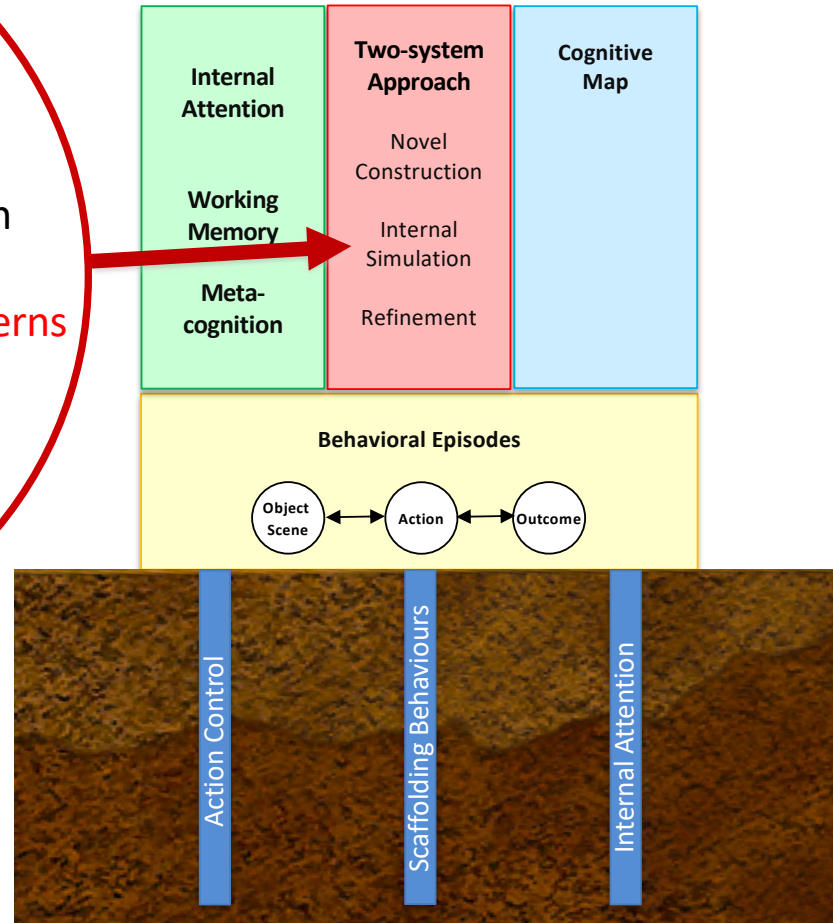 Internal
Attention
Working
Memory
Meta-
cognition
Two-system
Approach
Novel
Construction
Internal
Simulation
Refinement
Cognitive
Map
Behavioral Episodes
Object
Scene
Action
Outcome
Action Control
Scaffolding Behaviours
Internal Attention